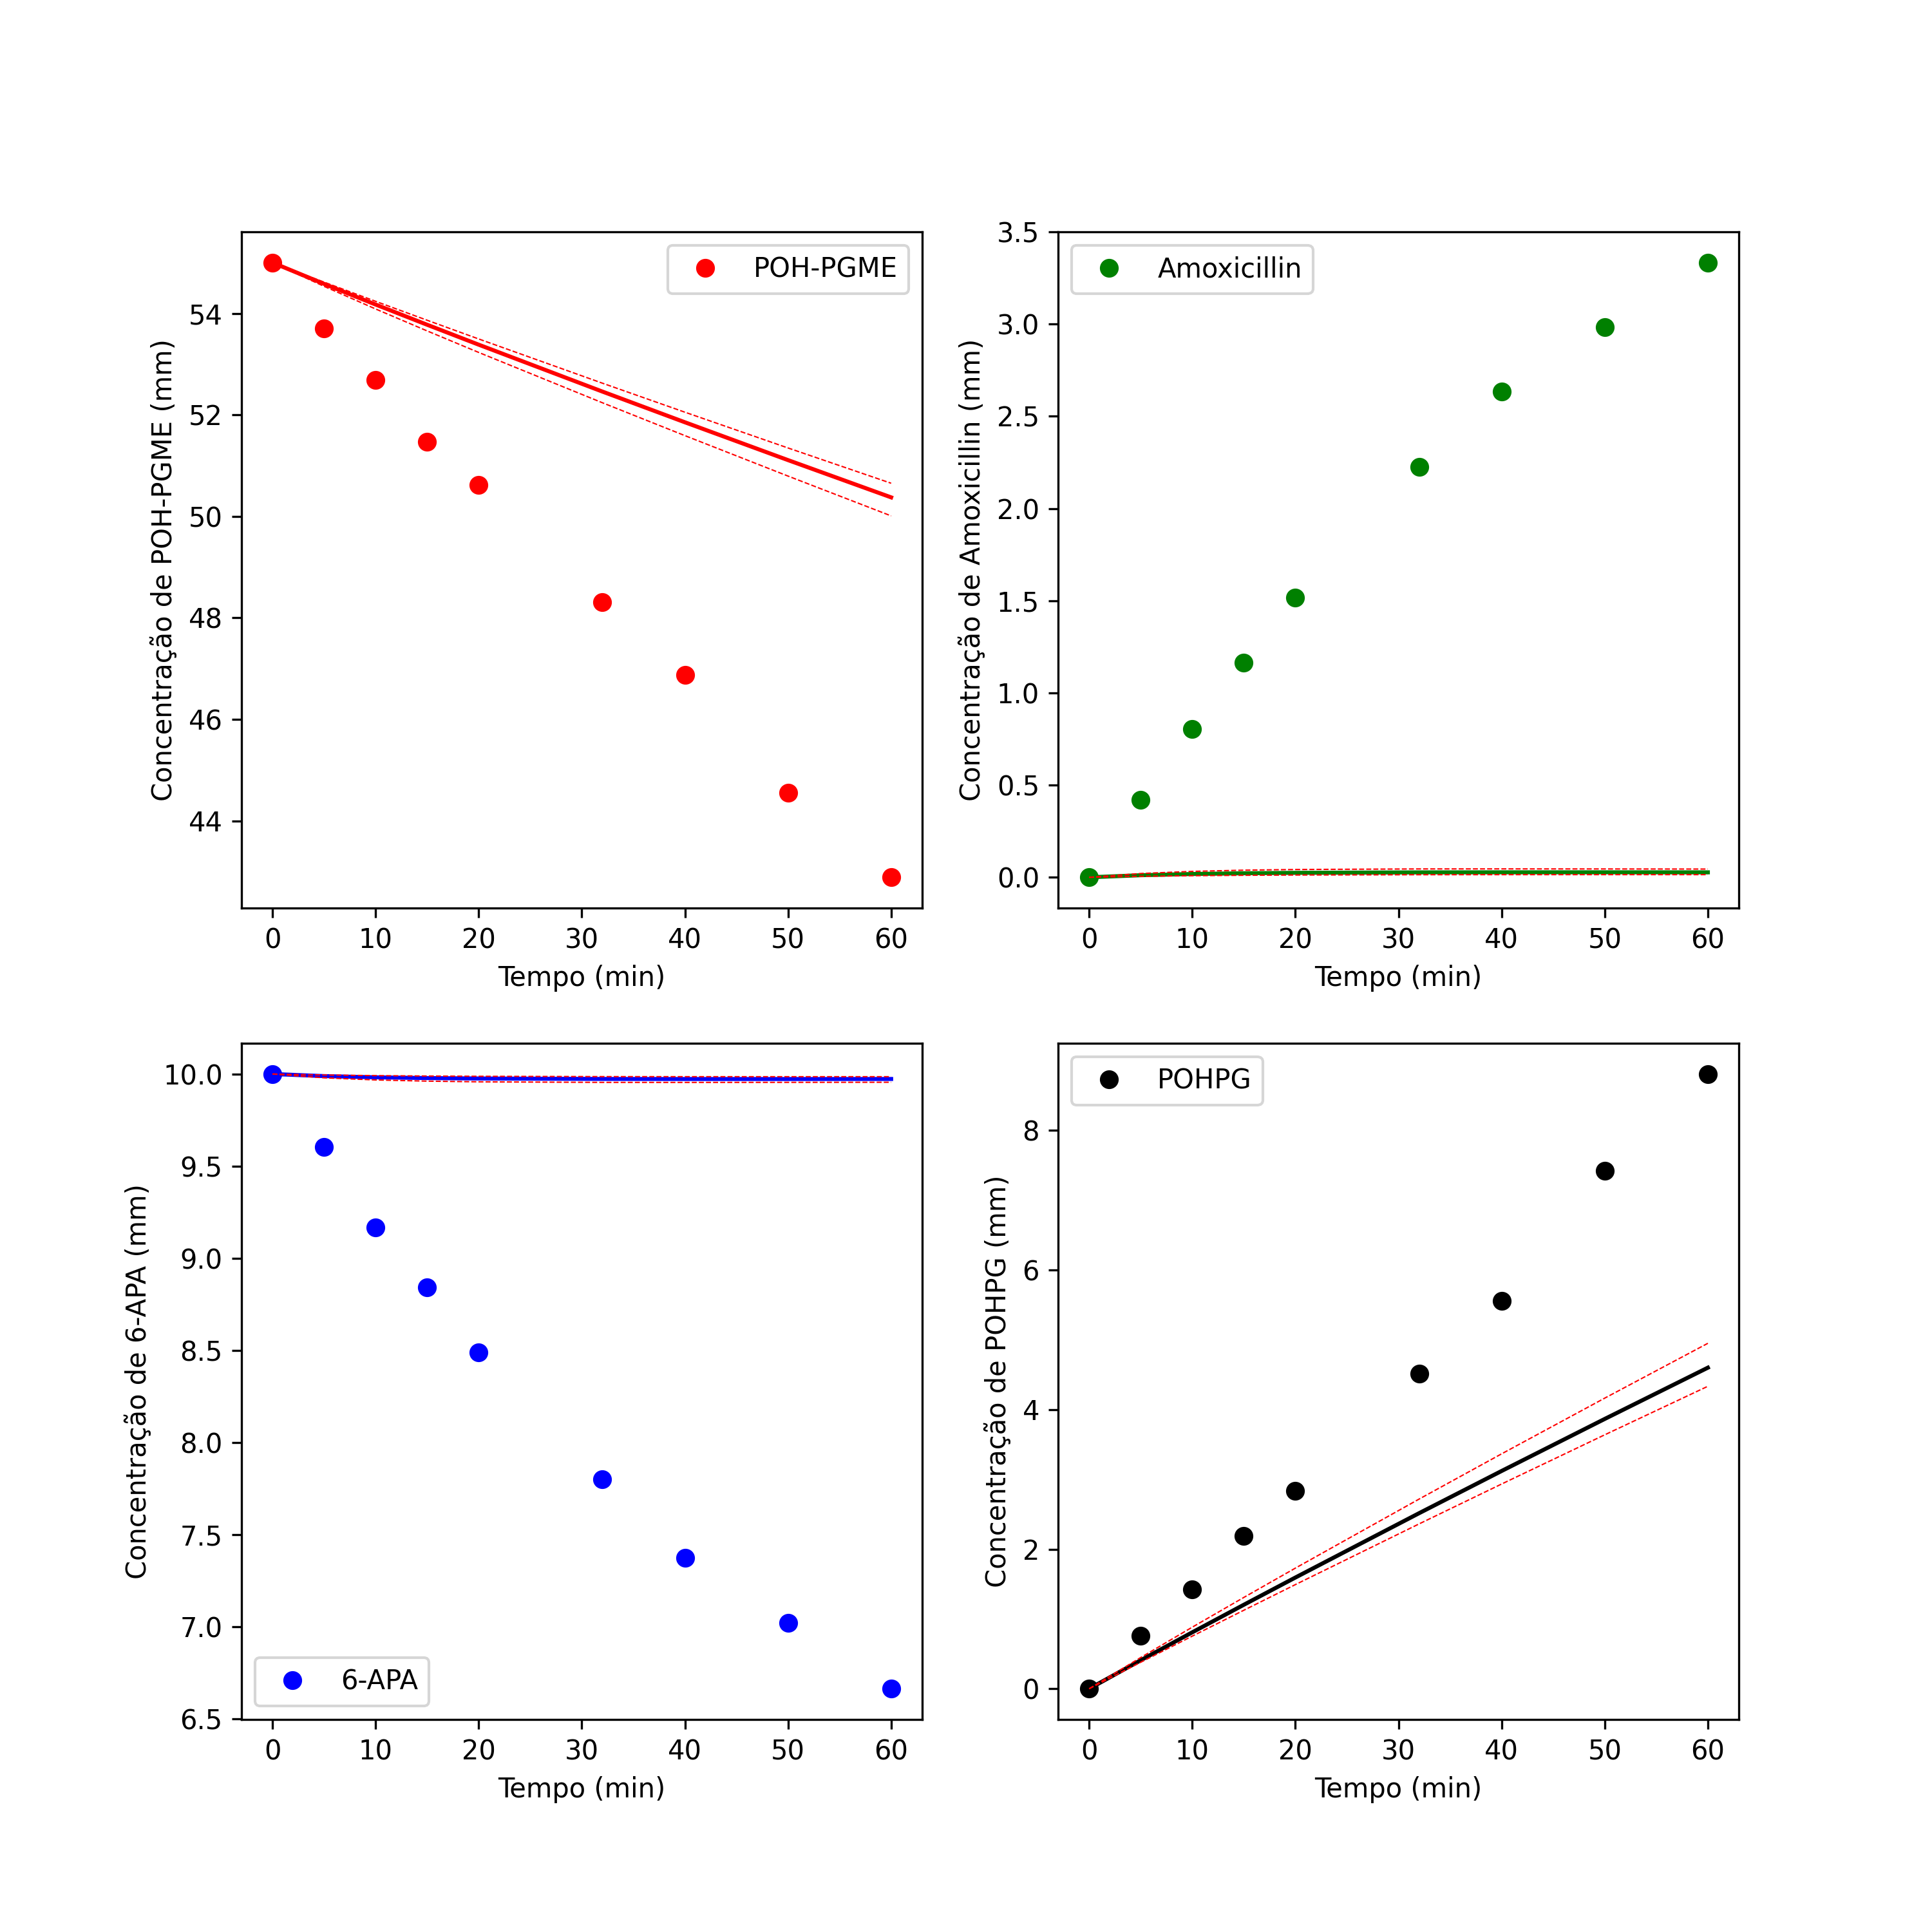 POH-PGME
Concentração de POH-PGME (mm)
54
52
50
48
46
44
0 10 20 30 40 50 60
Tempo (min)
Amoxicillin
Concentração de Amoxicillin (mm)
3.5
3.0
2.5
2.0
1.5
1.0
0.5
0.0
0 10 20 30 40 50 60
Tempo (min)
Concentração de 6-APA (mm)
10.0
9.5
9.0
8.5
8.0
7.5
7.0
6.5
6-APA
0 10 20 30 40 50 60
Tempo (min)
POHPG
Concentração de POHPG (mm)
8
6
4
2
0
0 10 20 30 40 50 60
Tempo (min)